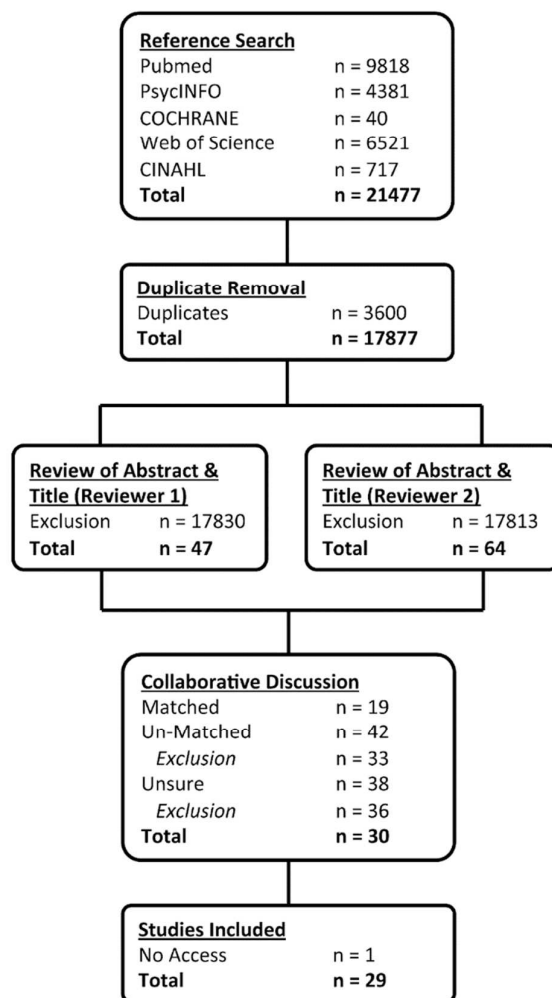 Reference Search
Pubmed n = 9818
PsycINFO n = 4381
COCHRANE n = 40
Web of Science n = 6521
CINAHL n = 717
Total n = 21477
Duplicate Removal
Duplicates n = 3600
Total n = 17877
Review of Abstract &
Title (Reviewer 1)
Exclusion n = 17830
Total n = 47
Review of Abstract &
Title (Reviewer 2)
Exclusion n = 17813
Total n = 64
Collaborative Discussion
Matched n = 19
Un-Matched n = 42
Exclusion n = 33
Unsure n = 38
Exclusion n = 36
Total n = 30
Studies Included
No Access n = 1
Total n = 29